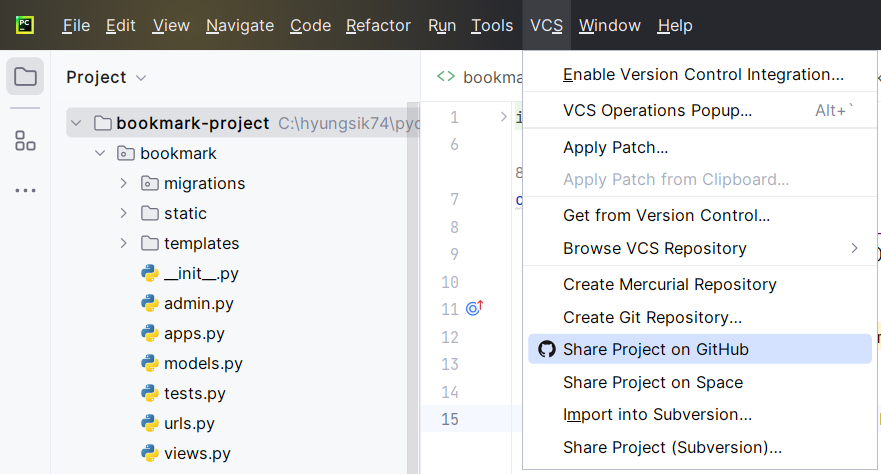 PC
File Edit View Navigate Code Refactor Run Tools VCS Window Help
Project
bookmark-project C:\hyungsik74\pyc
bookmark
migrations
static
templates
__init__.py
admin.py
apps.py
models.py
tests.py
urls.py
views.py
<> bookma
1
6
8
7
8
9
10
11
12
13
14
15
Enable Version Control Integration...
VCS Operations Popup... Alt+`
Apply Patch...
Apply Patch from Clipboard...
Get from Version Control...
Browse VCS Repository
Create Mercurial Repository
Create Git Repository...
Share Project on GitHub
Share Project on Space
Import into Subversion...
Share Project (Subversion)...